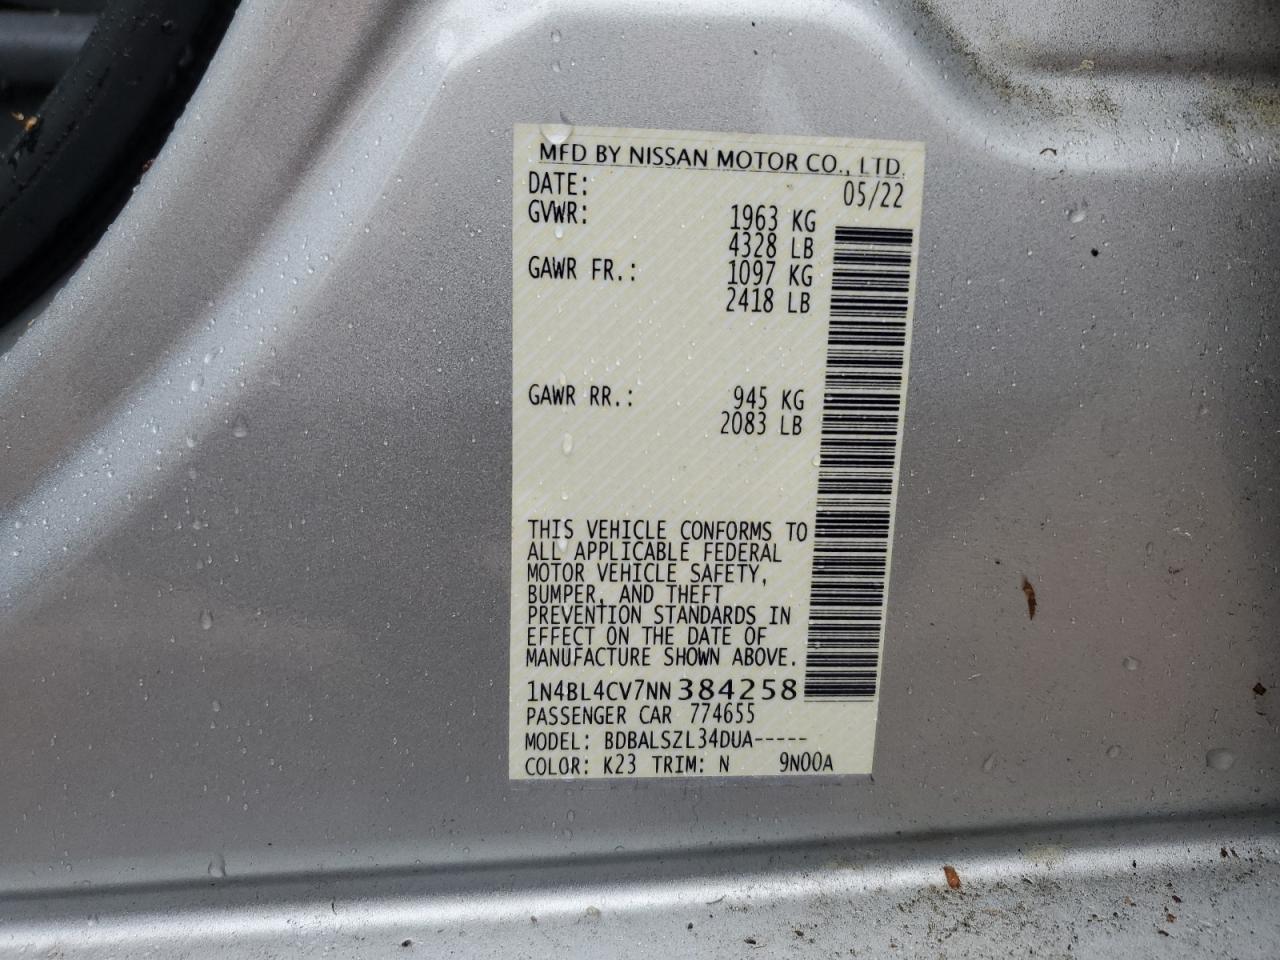 MFD BY NISSAN MOTOR CO., LTD.
DATE: 05/22
GVWR: 1963 KG
4328 LB
GAWR FR.: 1097 KG
2418 LB
GAWR RR.: 945 KG
2083 LB
THIS VEHICLE CONFORMS TO
ALL APPLICABLE FEDERAL
MOTOR VEHICLE SAFETY,
BUMPER, AND THEFT
PREVENTION STANDARDS IN
EFFECT ON THE DATE OF
MANUFACTURE SHOWN ABOVE.
1N4BL4CV7NN384258
PASSENGER CAR 774655
MODEL: BDBALSZL34DUA-----
COLOR: K23 TRIM: N 9N00A